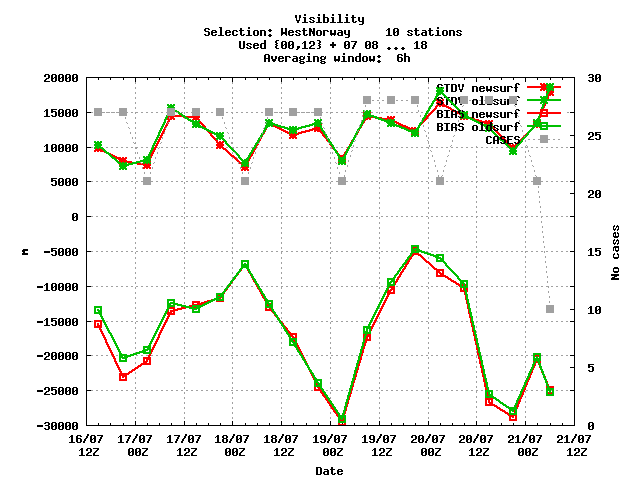 Visibility
Selection: WestNorway 10 stations
Used {00,12} + 07 08 ... 18
Averaging window: 6h
20000
15000
10000
5000
0
-5000
-10000
-15000
-20000
-25000
-30000
m
30
25
20
15
10
5
0
No cases
STDV newsurf
STDV oldsurf
BIAS newsurf
BIAS oldsurf
CASES
16/07 17/07 17/07 18/07 18/07 19/07 19/07 20/07 20/07 21/07 21/07
12Z 00Z 12Z 00Z 12Z 00Z 12Z 00Z 12Z 00Z 12Z
Date